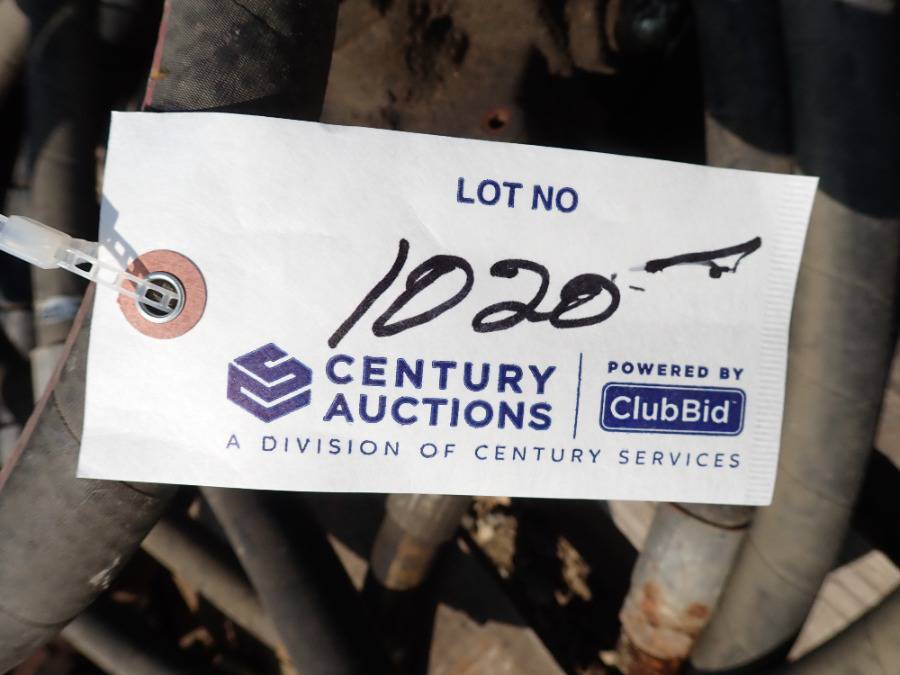 LOT NO
1020
CENTURY
AUCTIONS
A DIVISION OF CENTURY SERVICES
POWERED BY
ClubBid